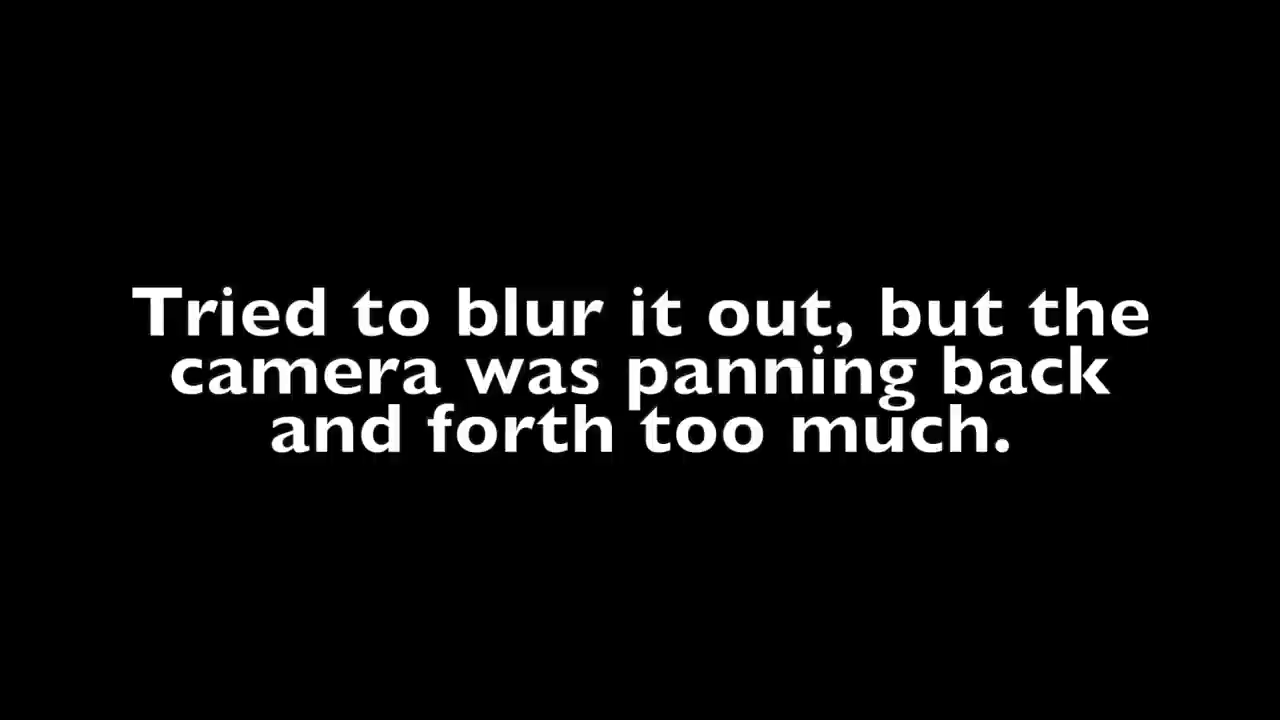 Tried to blur it out, but the
camera was panning back
and forth too much.